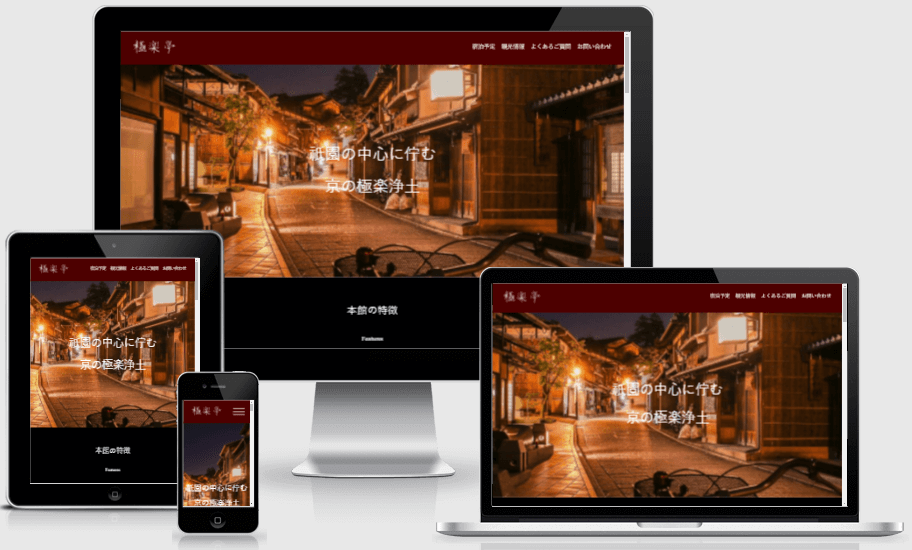 極楽亭
宿泊予定 観光情報 よくあるご質問 お問い合わせ
祇園の中心に佇む
京の極楽浄土
本館の特徴
Features
極楽亭
宿泊予定 観光情報 よくあるご質問 お問い合わせ
祇園の中心に佇む
京の極楽浄土
本館の特徴
Features
極楽亭
祇園の中心に佇む
京の極楽浄土
極楽亭
宿泊予定 観光情報 よくあるご質問 お問い合わせ
祇園の中心に佇む
京の極楽浄土